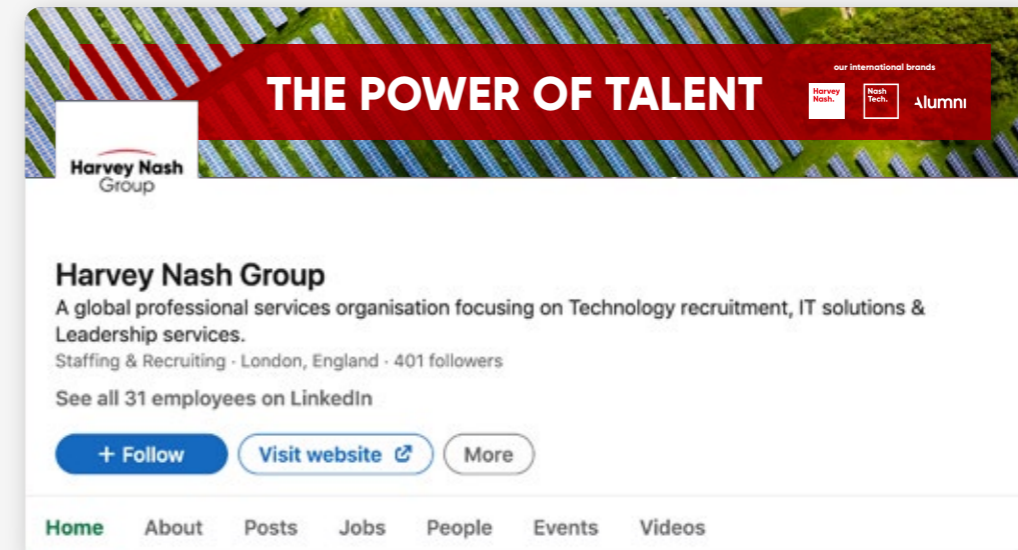 THE POWER OF TALENT
our international brands
Harvey
Nash.
Nash
Tech.
Alumni
Harvey Nash
Group
Harvey Nash Group
A global professional services organisation focusing on Technology recruitment, IT solutions &
Leadership services.
Staffing & Recruiting · London, England · 401 followers
See all 31 employees on LinkedIn
+ Follow
Visit website
More
Home About Posts Jobs People Events Videos